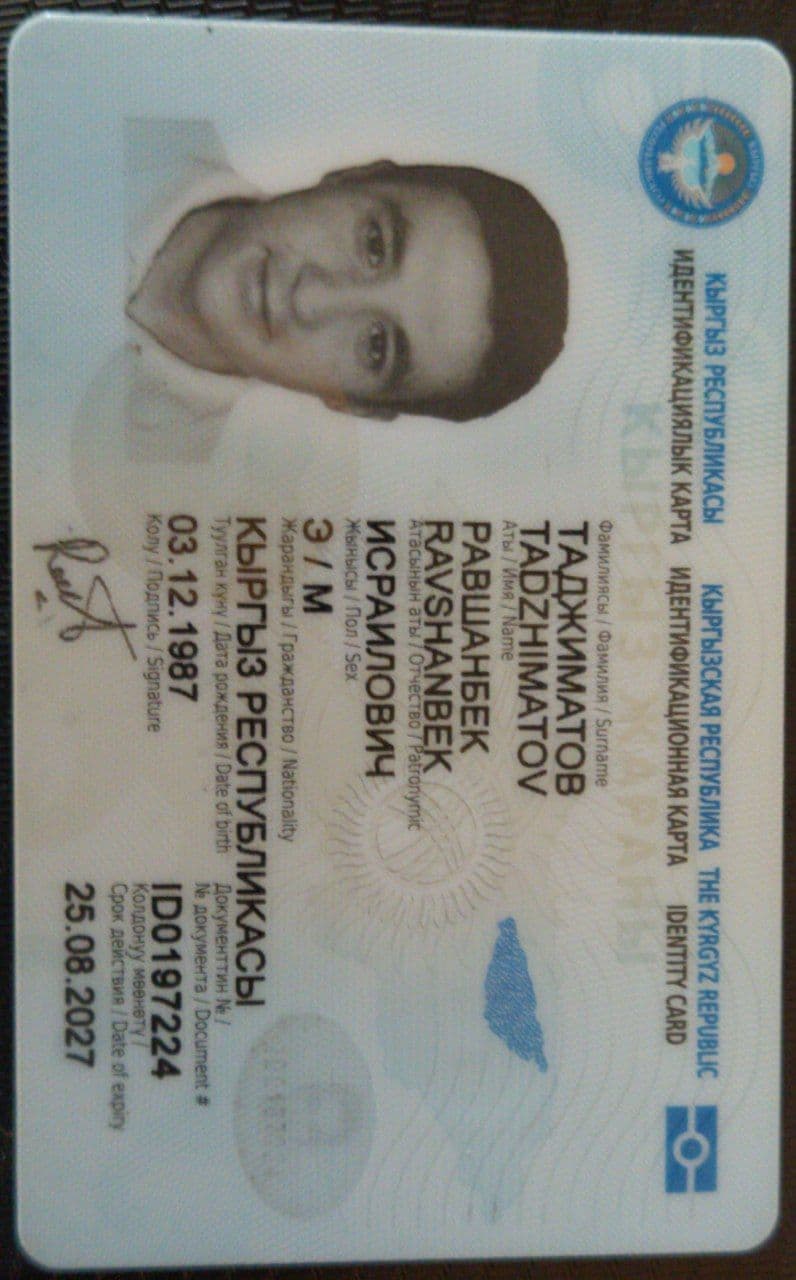 КЫРГЫЗ РЕСПУБЛИКАСЫ КЫРГЫЗСКАЯ РЕСПУБЛИКА THE KYRGYZ REPUBLIC
ИДЕНТИФИКАЦИЯЛЫК КАРТА ИДЕНТИФИКАЦИОННАЯ КАРТА IDENTITY CARD
КЫРГЫЗ ЖАРАНЫ
Фамилиясы / Фамилия / Surname
ТАДЖИМАТОВ
TADZHIMATOV
Аты / Имя / Name
РАВШАНБЕК
RAVSHANBEK
Атасынын аты / Отчество / Patronymic
ИСРАИЛОВИЧ
Жынысы / Пол / Sex
Э / М
Жарандыгы / Гражданство / Nationality
КЫРГЫЗ РЕСПУБЛИКАСЫ
Туулган күнү / Дата рождения / Date of birth
03.12.1987
Документтин № /
№ документа / Document #
ID0197224
Колу / Подпись / Signature
Колдонуу мөөнөтү /
Срок действия / Date of expiry
25.08.2027